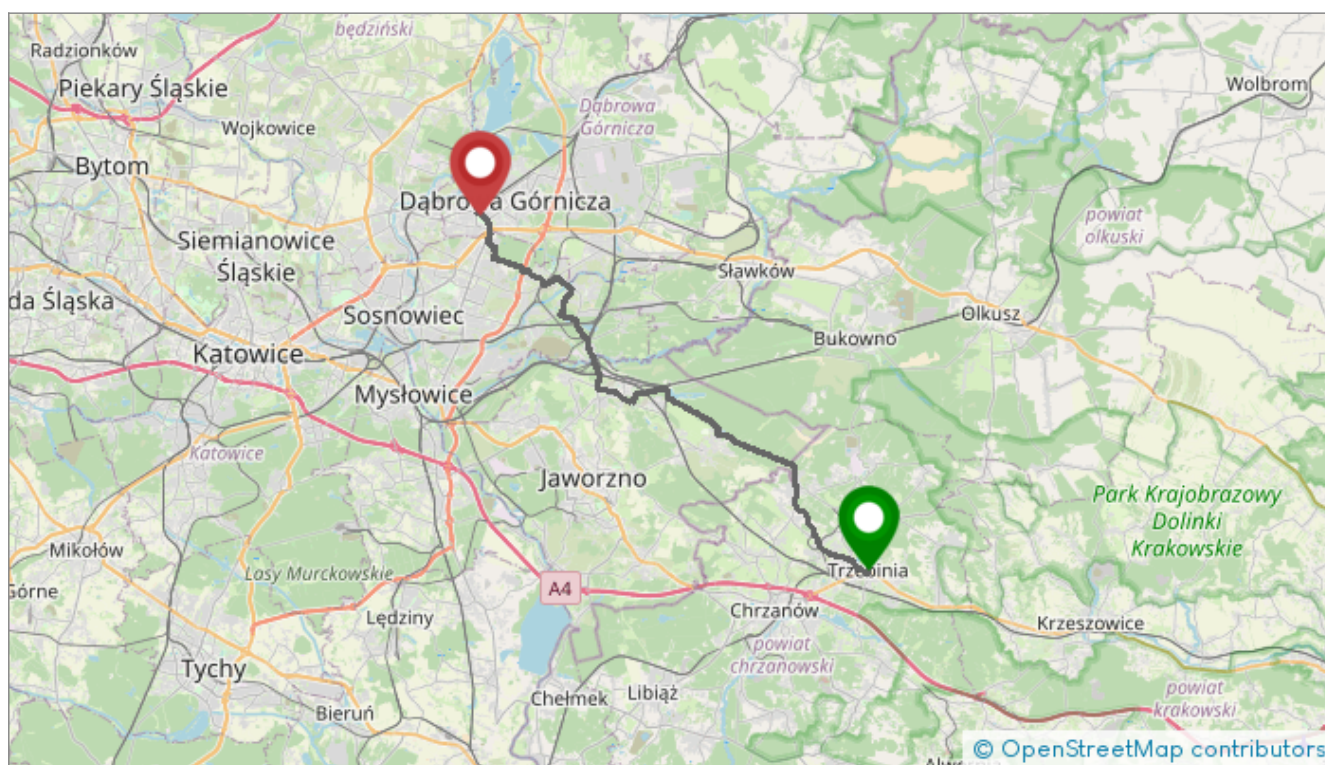 będziński
Radzionków
Piekary Śląskie
Wolbrom
Dąbrowa
Górnicza
Wojkowice
Bytom
Dąbrowa Górnicza
powiat
olkuski
Siemianowice
Śląskie
Sławków
da Śląska
Sosnowiec
Olkusz
Bukowno
Katowice
Mysłowice
Katowice
Jaworzno
Park Krajobrazowy
Dolinki
Krakowskie
Mikołów
Lasy Murckowskie
Trzebinia
Górne
A4
Chrzanów
Lędziny
Krzeszowice
powiat
chrzanowski
Tychy
Chełmek
Libiąż
powiat
krakowski
Bieruń
© OpenStreetMap contributors